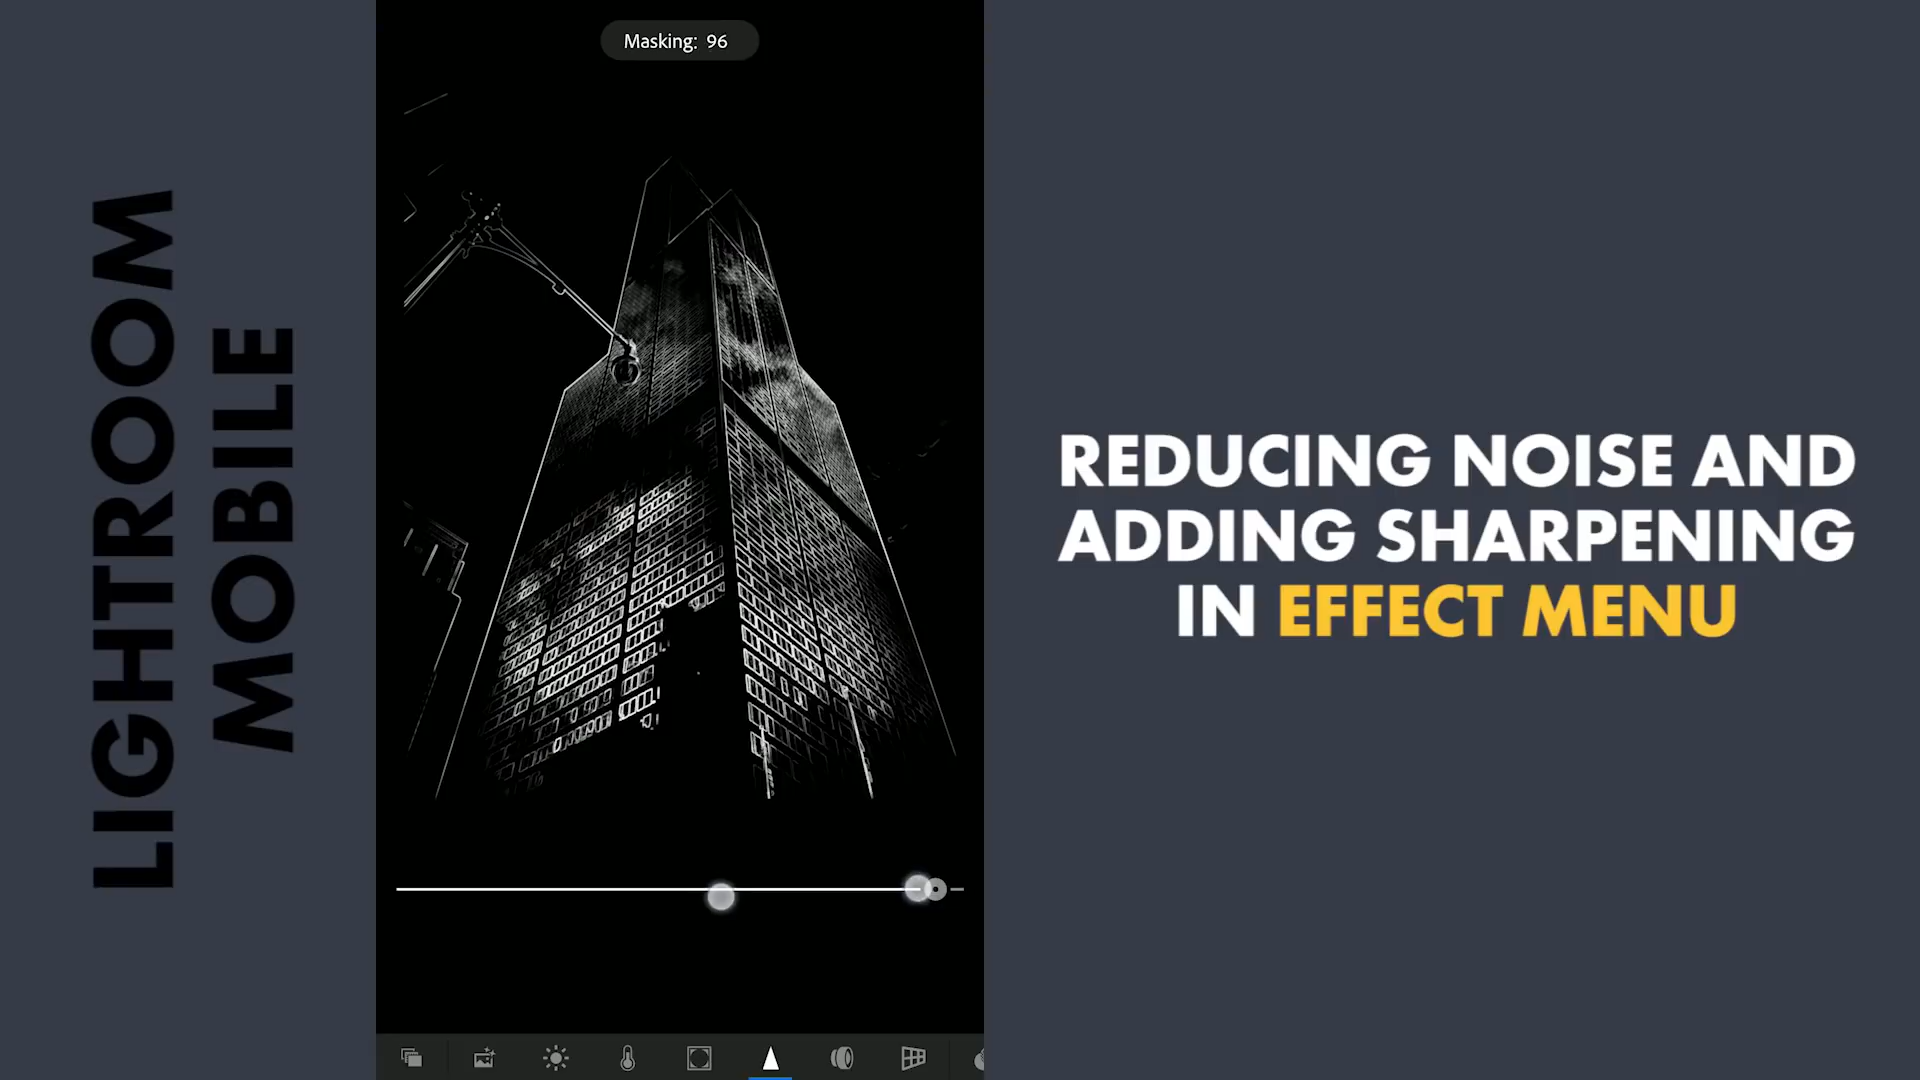 LIGHTROOM
MOBILE
Masking: 96
REDUCING NOISE AND
ADDING SHARPENING
IN EFFECT MENU